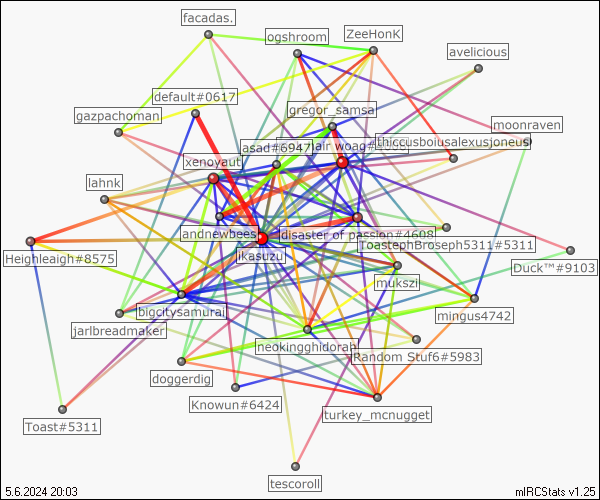 facadas.
ogshroom
ZeeHonK
avelicious
default#0617
gregor_samsa
gazpachoman
moonraven
asad#6947
lair woag
thiccusboiusalexusjoneus
xenoyaut
lahnk
andnewbees
disaster of passion#4608
ToastephBroseph5311#5311
Heighleaigh#8575
ikasuzu
Duck™#9103
mukszi
bigcitysamurai
mingus4742
jarlbreadmaker
neokingghidorah
Random Stuf6#5983
doggerdig
Knowun#6424
turkey_mcnugget
Toast#5311
tescoroll
5.6.2024 20:03
mIRCStats v1.25